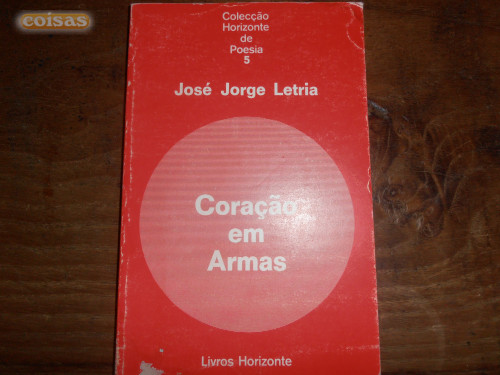 coisas
Colecção
Horizonte
de
Poesia
5
José Jorge Letria
Coração
em
Armas
Livros Horizonte